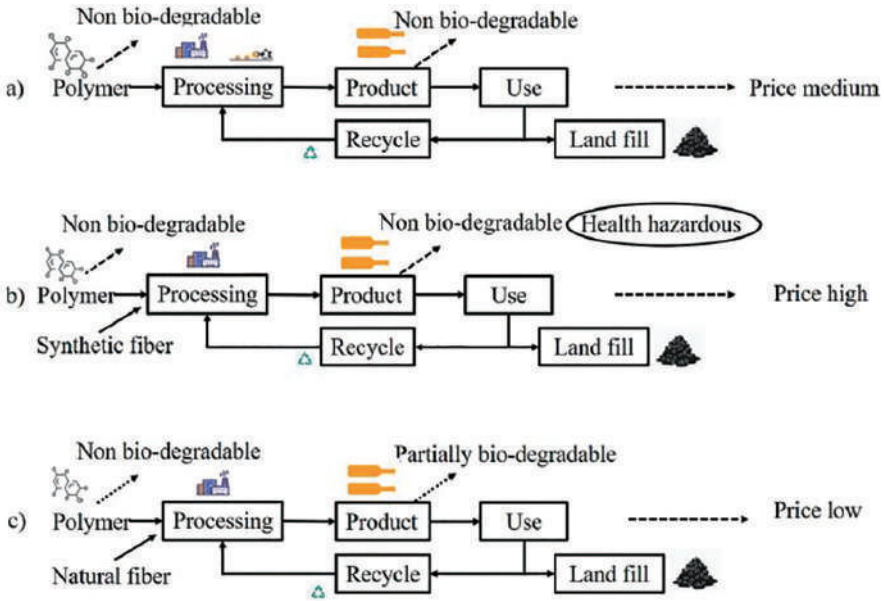 Non bio-degradable Non bio-degradable
a) Polymer Processing Product Use Price medium
Recycle Land fill
Non bio-degradable Non bio-degradable Health hazardous
b) Polymer Processing Product Use Price high
Synthetic fiber Recycle Land fill
Non bio-degradable Partially bio-degradable
c) Polymer Processing Product Use Price low
Natural fiber Recycle Land fill